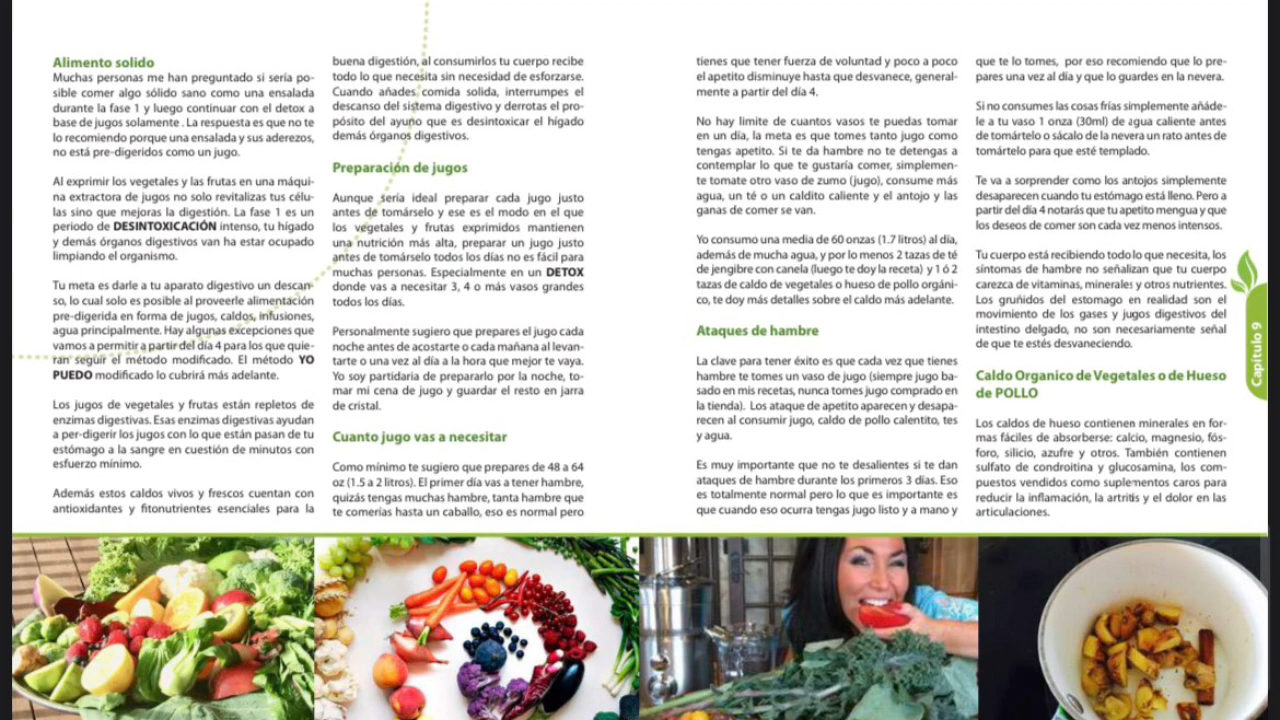 Alimento solido
Muchas personas me han preguntado si sería po-
sible comer algo sólido sano como una ensalada
durante la fase 1 y luego continuar con el detox a
base de jugos solamente . La respuesta es que no te
lo recomiendo porque una ensalada y sus aderezos,
no está pre-digeridos como un jugo.
Al exprimir los vegetales y las frutas en una máqui-
na extractora de jugos no solo revitalizas tus célu-
las sino que mejoras la digestión. La fase 1 es un
periodo de DESINTOXICACIÓN intenso, tu hígado
y demás órganos digestivos van ha estar ocupado
limpiando el organismo.
Tu meta es darle a tu aparato digestivo un descan-
so, lo cual solo es posible al proveerle alimentación
pre-digerida en forma de jugos, caldos, infusiones,
agua principalmente. Hay algunas excepciones que
vamos a permitir a partir del día 4 para los que quie-
ran seguir el método modificado. El método YO
PUEDO modificado lo cubrirá más adelante.
Los jugos de vegetales y frutas están repletos de
enzimas digestivas. Esas enzimas digestivas ayudan
a per-digerir los jugos con lo que están pasan de tu
estómago a la sangre en cuestión de minutos con
esfuerzo mínimo.
Además estos caldos vivos y frescos cuentan con
antioxidantes y fitonutrientes esenciales para la
buena digestión, al consumirlos tu cuerpo recibe
todo lo que necesita sin necesidad de esforzarse.
Cuando añades comida solida, interrumpes el
descanso del sistema digestivo y derrotas el pro-
pósito del ayuno que es desintoxicar el hígado
demás órganos digestivos.
Preparación de jugos
Aunque sería ideal preparar cada jugo justo
antes de tomárselo y ese es el modo en el que
los vegetales y frutas exprimidos mantienen
una nutrición más alta, preparar un jugo justo
antes de tomárselo todos los días no es fácil para
muchas personas. Especialmente en un DETOX
donde vas a necesitar 3, 4 o más vasos grandes
todos los días.
Personalmente sugiero que prepares el jugo cada
noche antes de acostarte o cada mañana al levan-
tarte o una vez al día a la hora que mejor te vaya.
Yo soy partidaria de prepararlo por la noche, to-
mar mi cena de jugo y guardar el resto en jarra
de cristal.
Cuanto jugo vas a necesitar
Como mínimo te sugiero que prepares de 48 a 64
oz (1.5 a 2 litros). El primer día vas a tener hambre,
quizás tengas muchas hambre, tanta hambre que
te comerías hasta un caballo, eso es normal pero
tienes que tener fuerza de voluntad y poco a poco
el apetito disminuye hasta que desvanece, general-
mente a partir del día 4.
No hay limite de cuantos vasos te puedas tomar
en un día, la meta es que tomes tanto jugo como
tengas apetito. Si te da hambre no te detengas a
contemplar lo que te gustaría comer, simplemen-
te tomate otro vaso de zumo (jugo), consume más
agua, un té o un caldito caliente y el antojo y las
ganas de comer se van.
Yo consumo una media de 60 onzas (1.7 litros) al día,
además de mucha agua, y por lo menos 2 tazas de té
de jengibre con canela (luego te doy la receta) y 1 ó 2
tazas de caldo de vegetales o hueso de pollo orgáni-
co, te doy más detalles sobre el caldo más adelante.
Ataques de hambre
La clave para tener éxito es que cada vez que tienes
hambre te tomes un vaso de jugo (siempre jugo ba-
sado en mis recetas, nunca tomes jugo comprado en
la tienda). Los ataque de apetito aparecen y desapa-
recen al consumir jugo, caldo de pollo calentito, tes
y agua.
Es muy importante que no te desalientes si te dan
ataques de hambre durante los primeros 3 días. Eso
es totalmente normal pero lo que es importante es
que cuando eso ocurra tengas jugo listo y a mano y
que te lo tomes, por eso recomiendo que lo pre-
pares una vez al día y que lo guardes en la nevera.
Si no consumes las cosas frías simplemente añáde-
le a tu vaso 1 onza (30ml) de agua caliente antes
de tomártelo o sácalo de la nevera un rato antes de
tomártelo para que esté templado.
Te va a sorprender como los antojos simplemente
desaparecen cuando tu estómago está lleno. Pero a
partir del día 4 notarás que tu apetito mengua y que
los deseos de comer son cada vez menos intensos.
Tu cuerpo está recibiendo todo lo que necesita, los
síntomas de hambre no señalizan que tu cuerpo
carezca de vitaminas, minerales y otros nutrientes.
Los gruñidos del estomago en realidad son el
movimiento de los gases y jugos digestivos del
intestino delgado, no son necesariamente señal
de que te estés desvaneciendo.
Caldo Organico de Vegetales o de Hueso
de POLLO
Los caldos de hueso contienen minerales en for-
mas fáciles de absorberse: calcio, magnesio, fós-
foro, silicio, azufre y otros. También contienen
sulfato de condroitina y glucosamina, los com-
puestos vendidos como suplementos caros para
reducir la inflamación, la artritis y el dolor en las
articulaciones.
Capítulo 9